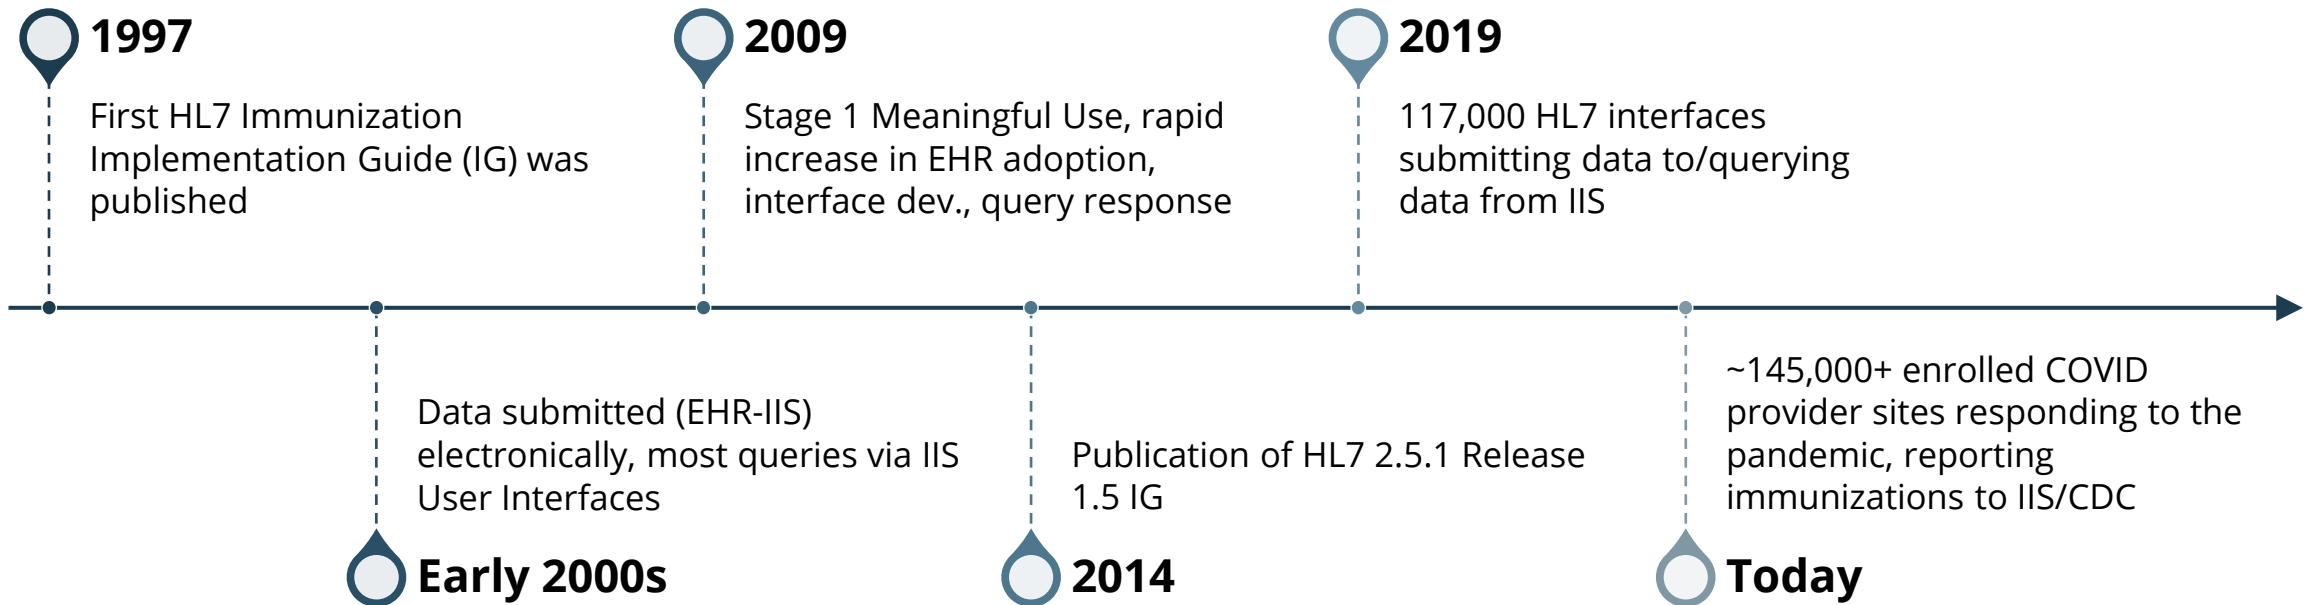 1997
First HL7 Immunization
Implementation Guide (IG) was
published
Early 2000s
Data submitted (EHR-IIS)
electronically, most queries via IIS
User Interfaces
2009
Stage 1 Meaningful Use, rapid
increase in EHR adoption,
interface dev., query response
2014
Publication of HL7 2.5.1 Release
1.5 IG
2019
117,000 HL7 interfaces
submitting data to/querying
data from IIS
Today
~145,000+ enrolled COVID
provider sites responding to the
pandemic, reporting
immunizations to IIS/CDC